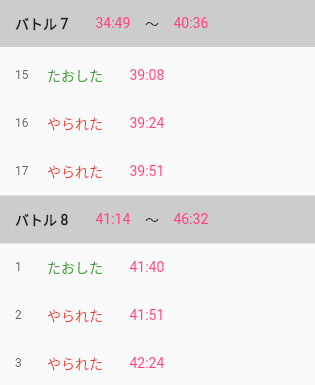 バトル 7 34:49 ～ 40:36
15 たおした 39:08
16 やられた 39:24
17 やられた 39:51
バトル 8 41:14 ～ 46:32
1 たおした 41:40
2 やられた 41:51
3 やられた 42:24